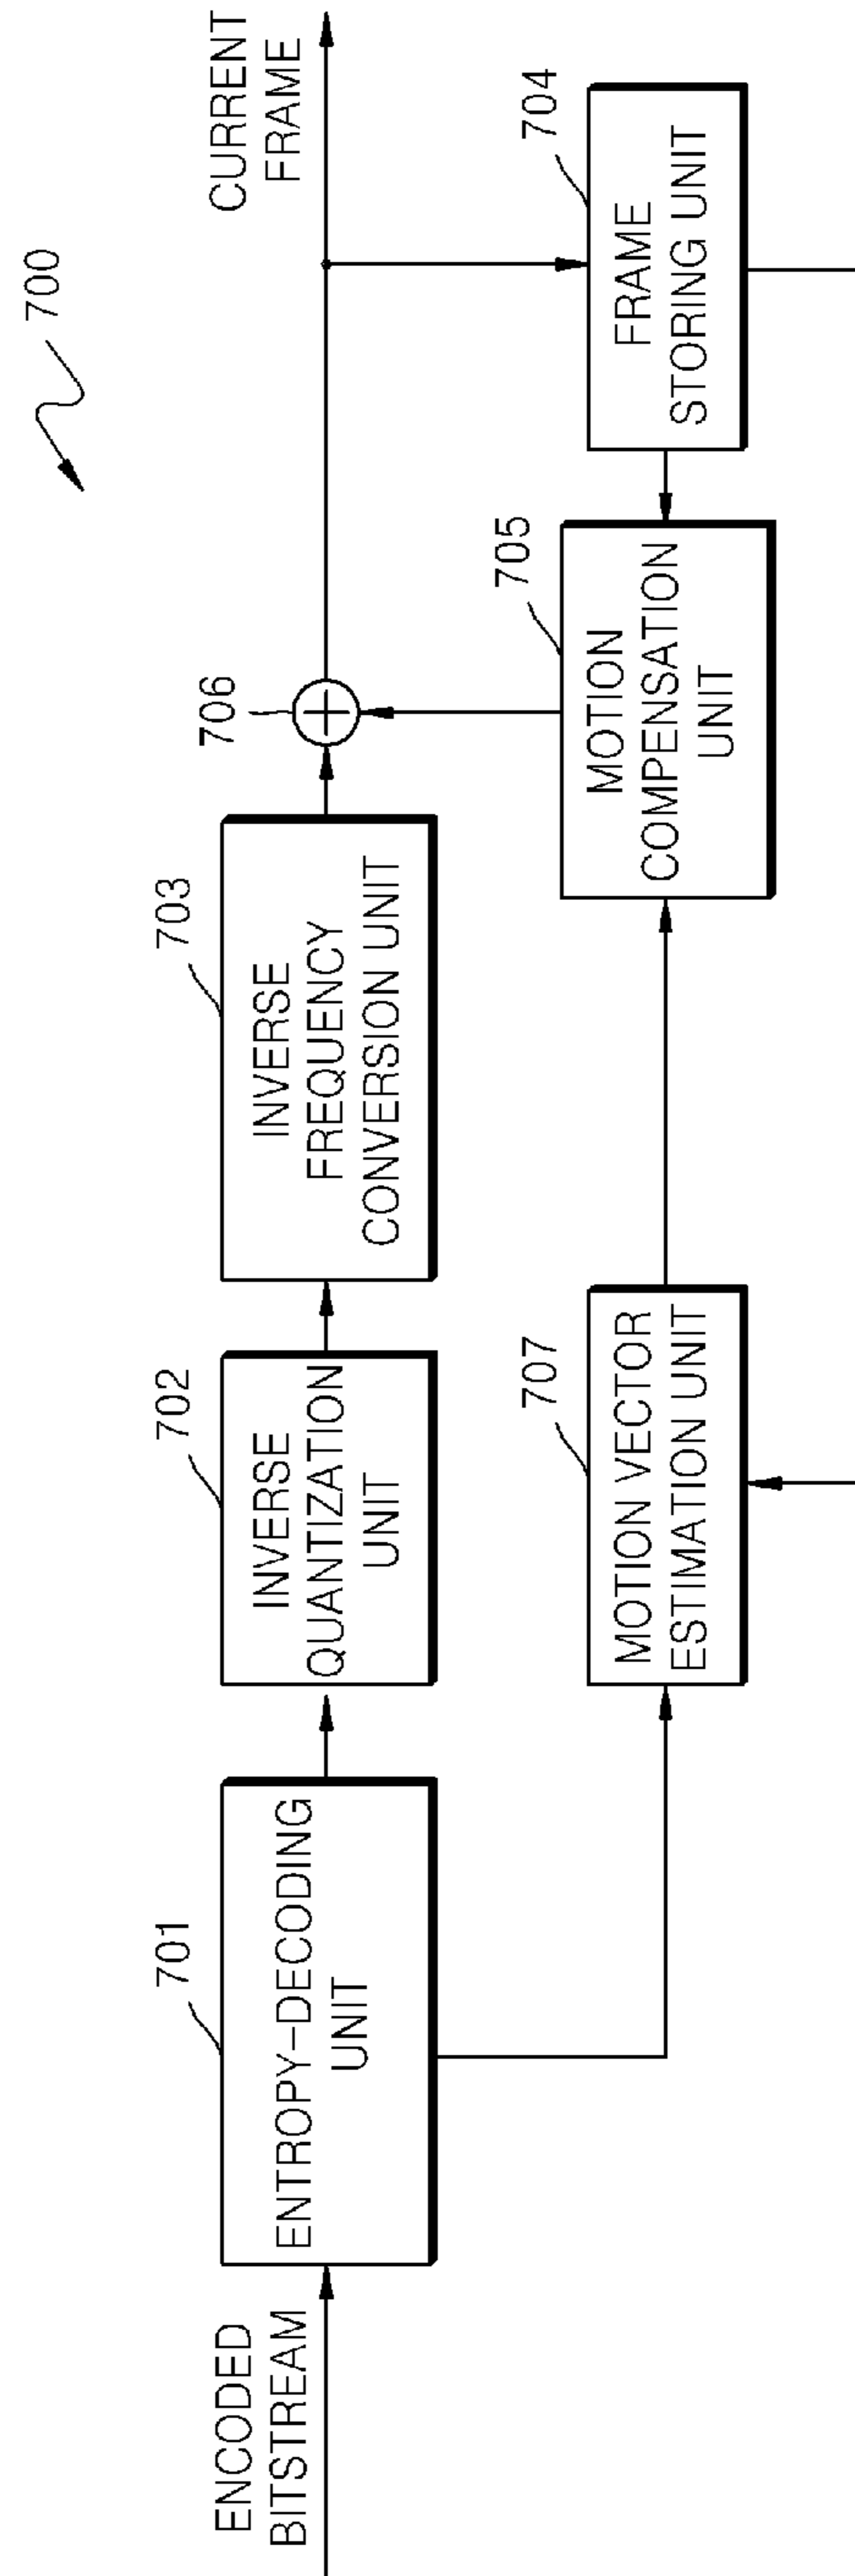 700
ENCODED
BITSTREAM
701
ENTROPY-DECODING
UNIT
702
INVERSE
QUANTIZATION
UNIT
703
INVERSE
FREQUENCY
CONVERSION UNIT
706
CURRENT
FRAME
707
MOTION VECTOR
ESTIMATION UNIT
705
MOTION
COMPENSATION
UNIT
704
FRAME
STORING UNIT